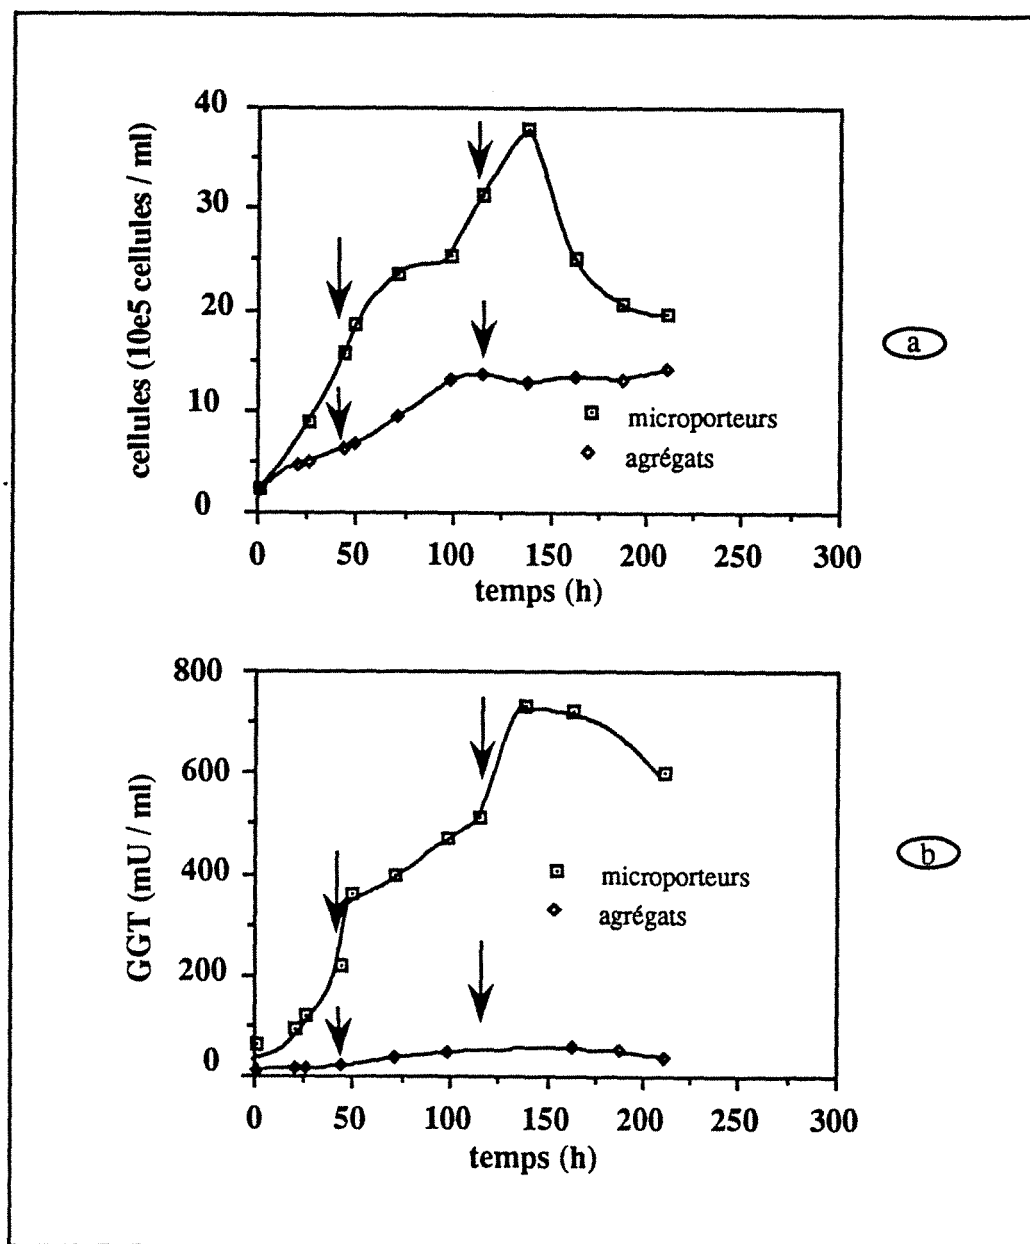 40
30
20
10
0
cellules (10e5 cellules / ml)
microporteurs
agrégats
0 50 100 150 200 250 300
temps (h)
a
800
600
400
200
0
GGT (mU / ml)
microporteurs
agrégats
0 50 100 150 200 250 300
temps (h)
b